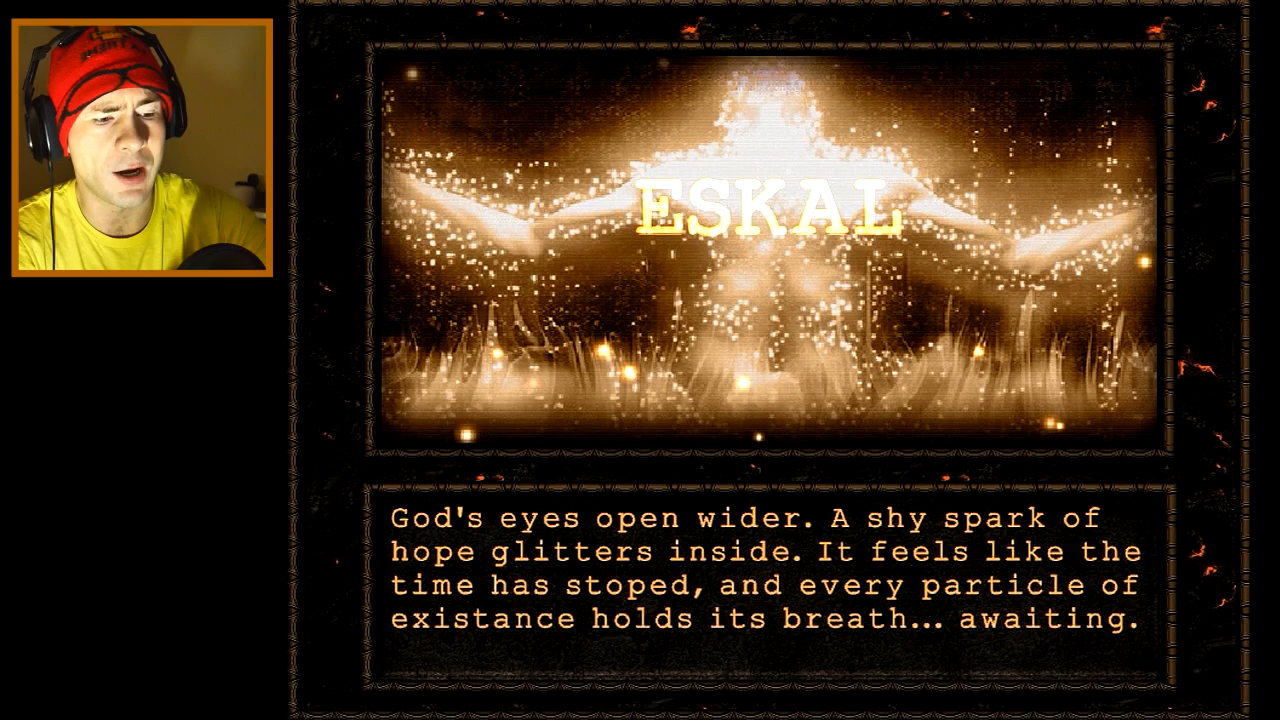 ESKAL
God's eyes open wider. A shy spark of
hope glitters inside. It feels like the
time has stoped, and every particle of
existance holds its breath... awaiting.